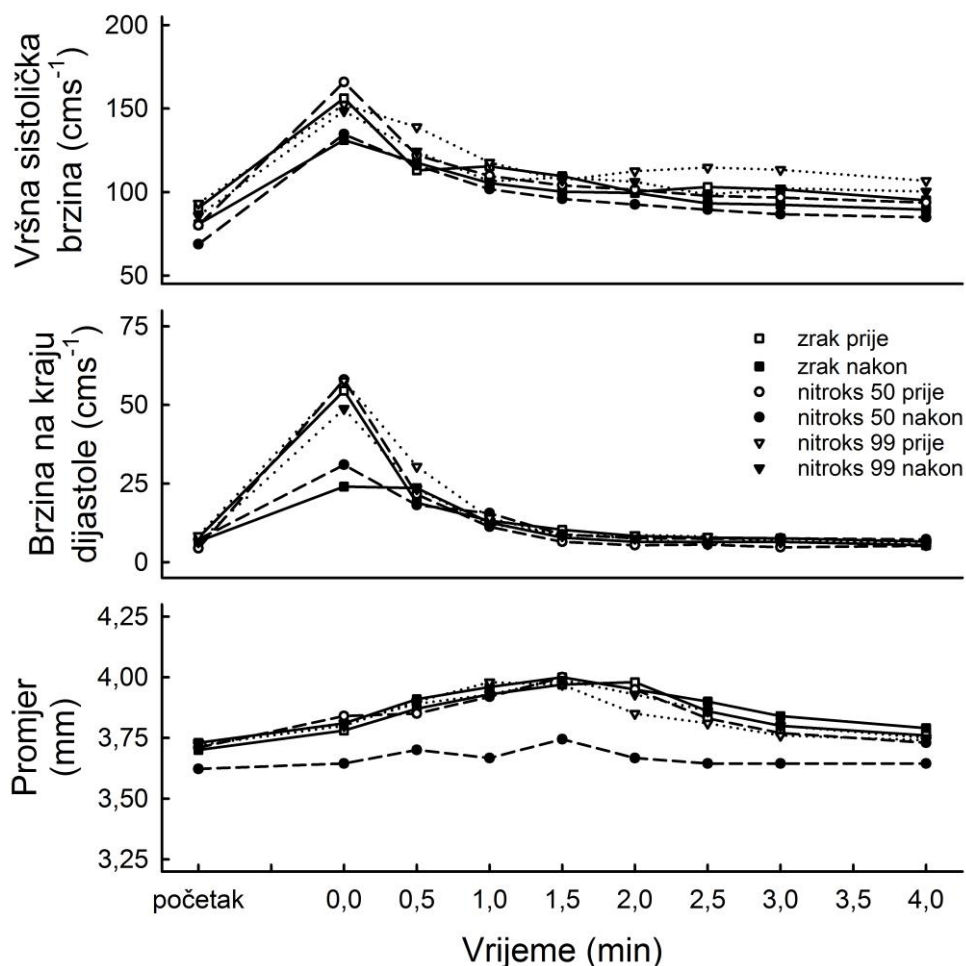 Vršna sistolička
brzina (cms⁻¹)
200
150
100
50
Brzina na kraju
dijastole (cms⁻¹)
75
50
25
0
zrak prije
zrak nakon
nitroks 50 prije
nitroks 50 nakon
nitroks 99 prije
nitroks 99 nakon
Promjer
(mm)
4,25
4,00
3,75
3,50
3,25
početak 0,0 0,5 1,0 1,5 2,0 2,5 3,0 3,5 4,0
Vrijeme (min)